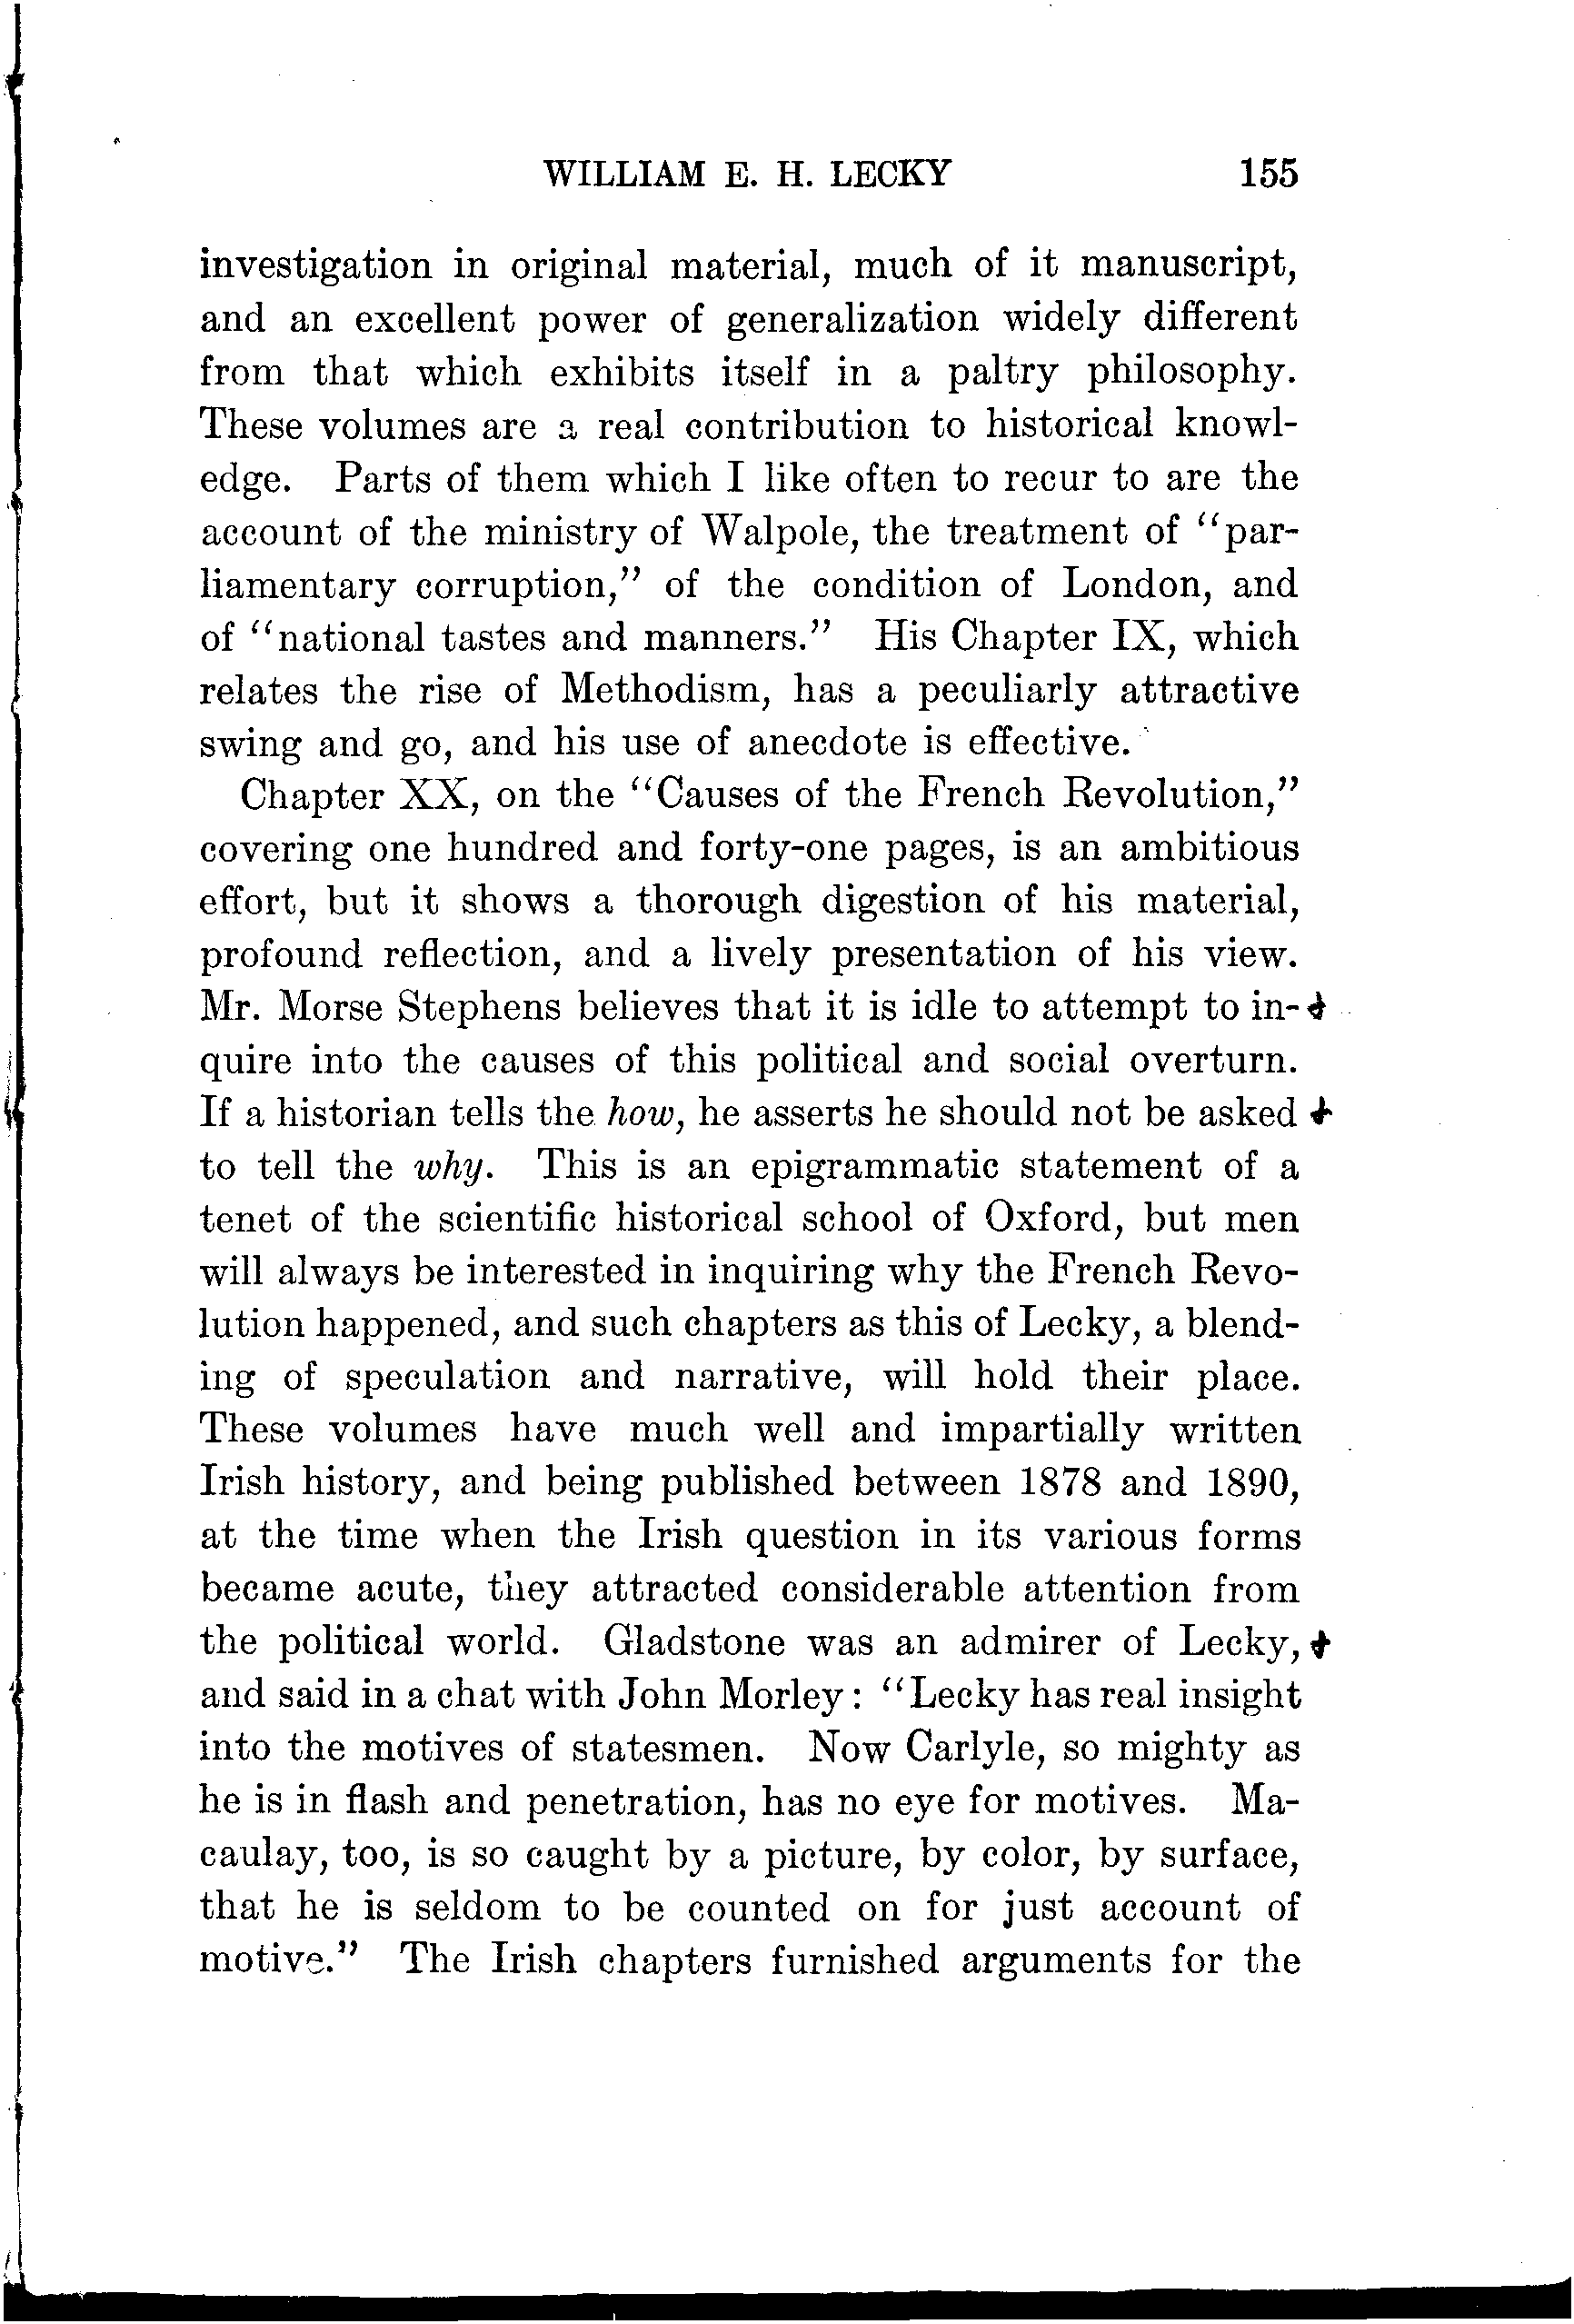 WILLIAM E. H. LECKY 155
investigation in original material, much of it manuscript,
and an excellent power of generalization widely different
from that which exhibits itself in a paltry philosophy.
These volumes are a real contribution to historical knowl-
edge. Parts of them which I like often to recur to are the
account of the ministry of Walpole, the treatment of "par-
liamentary corruption," of the condition of London, and
of "national tastes and manners." His Chapter IX, which
relates the rise of Methodism, has a peculiarly attractive
swing and go, and his use of anecdote is effective.
Chapter XX, on the "Causes of the French Revolution,"
covering one hundred and forty-one pages, is an ambitious
effort, but it shows a thorough digestion of his material,
profound reflection, and a lively presentation of his view.
Mr. Morse Stephens believes that it is idle to attempt to in-
quire into the causes of this political and social overturn.
If a historian tells the how, he asserts he should not be asked
to tell the why. This is an epigrammatic statement of a
tenet of the scientific historical school of Oxford, but men
will always be interested in inquiring why the French Revo-
lution happened, and such chapters as this of Lecky, a blend-
ing of speculation and narrative, will hold their place.
These volumes have much well and impartially written
Irish history, and being published between 1878 and 1890,
at the time when the Irish question in its various forms
became acute, they attracted considerable attention from
the political world. Gladstone was an admirer of Lecky,
and said in a chat with John Morley: "Lecky has real insight
into the motives of statesmen. Now Carlyle, so mighty as
he is in flash and penetration, has no eye for motives. Ma-
caulay, too, is so caught by a picture, by color, by surface,
that he is seldom to be counted on for just account of
motive." The Irish chapters furnished arguments for the